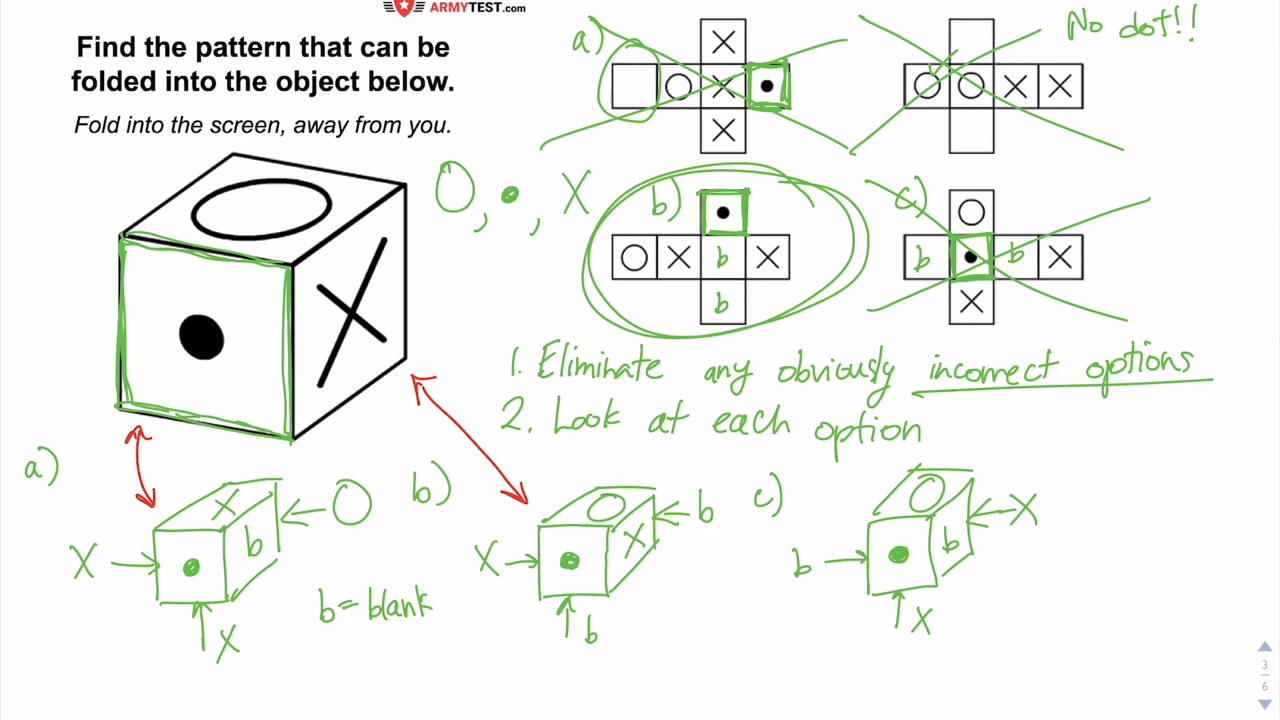 ARMYTEST.com
Find the pattern that can be
folded into the object below.
Fold into the screen, away from you.
a)
No dot!!
O, •, X
b)
b
b
c)
b
b
1. Eliminate any obviously incorrect options
2. Look at each option
a)
X
X
b
O
X
b = blank
b)
X
O
X
b
b
c)
b
O
b
X
X
3
6